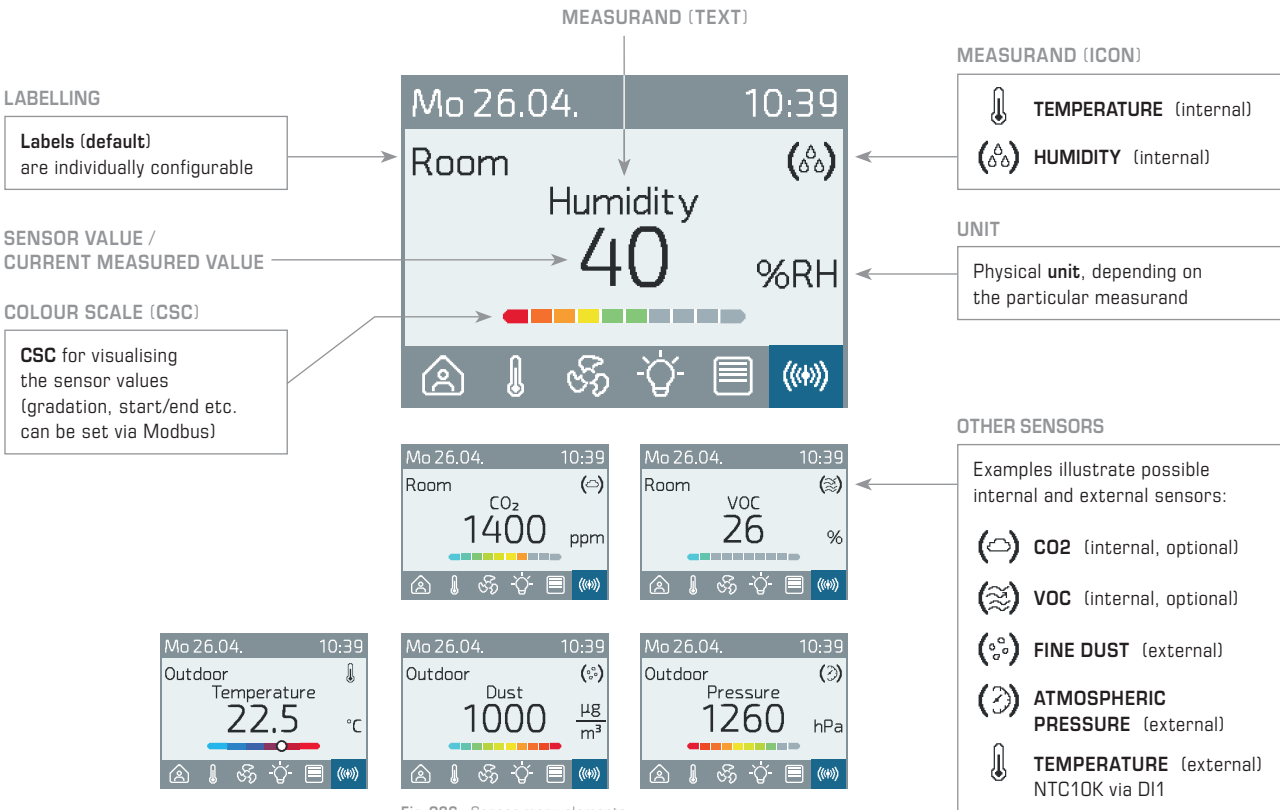 MEASURAND (TEXT)
LABELLING
Labels (default)
are individually configurable
SENSOR VALUE /
CURRENT MEASURED VALUE
COLOUR SCALE (CSC)
CSC for visualising
the sensor values
(gradation, start/end etc.
can be set via Modbus)
Mo 26.04. 10:39
Room
Humidity
40
%RH
MEASURAND (ICON)
TEMPERATURE (internal)
HUMIDITY (internal)
UNIT
Physical unit, depending on
the particular measurand
Mo 26.04. 10:39
Room
CO₂
1400 ppm
Mo 26.04. 10:39
Room
VOC
26 %
OTHER SENSORS
Examples illustrate possible
internal and external sensors:
CO2 (internal, optional)
VOC (internal, optional)
FINE DUST (external)
ATMOSPHERIC
PRESSURE (external)
TEMPERATURE (external)
NTC10K via DI1
Mo 26.04. 10:39
Outdoor
Temperature
22.5 °C
Mo 26.04. 10:39
Outdoor
Dust
1000 µg
m³
Mo 26.04. 10:39
Outdoor
Pressure
1260 hPa